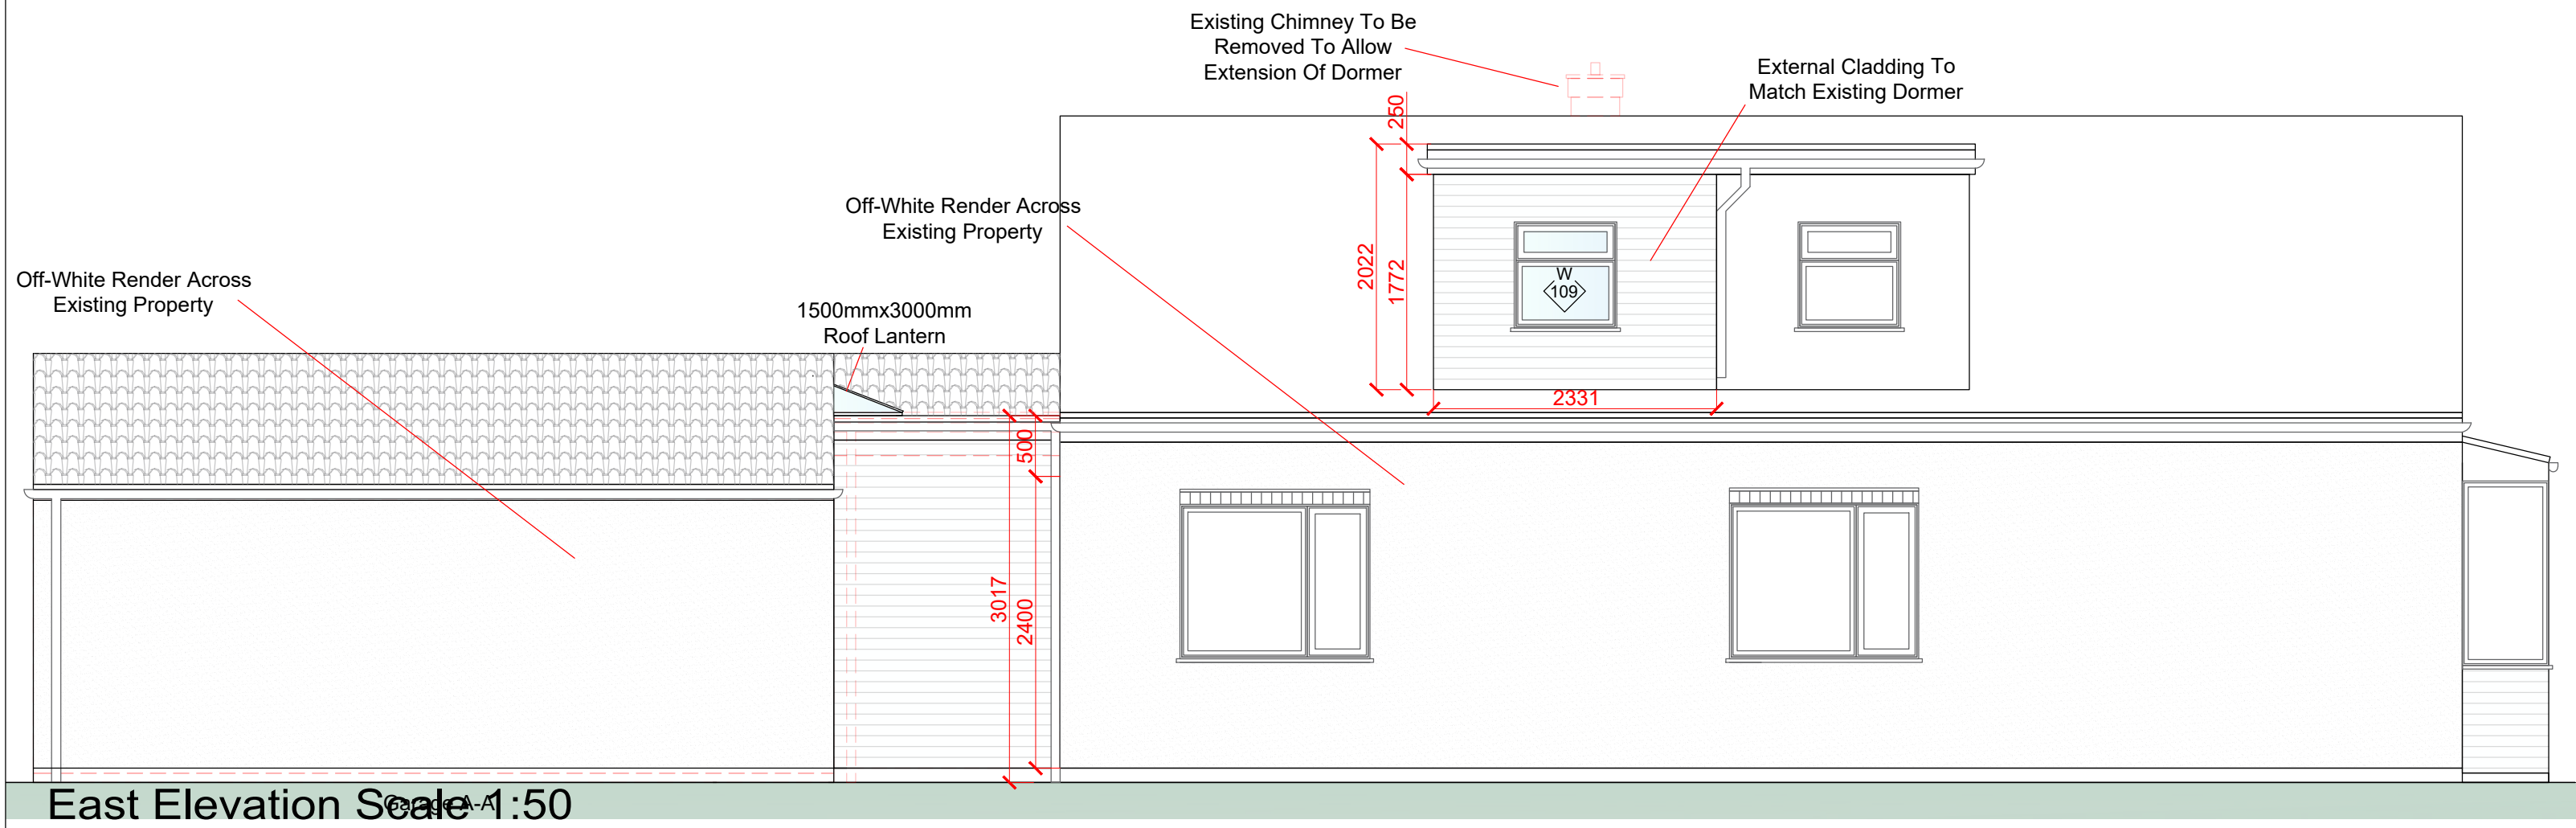 Existing Chimney To Be
Removed To Allow
Extension Of Dormer
External Cladding To
Match Existing Dormer
250
2022
1772
Off-White Render Across
Existing Property
W
109
Off-White Render Across
Existing Property
1500mmx3000mm
Roof Lantern
2331
500
3017
2400
East Elevation Scale 1:50
Garage A-A